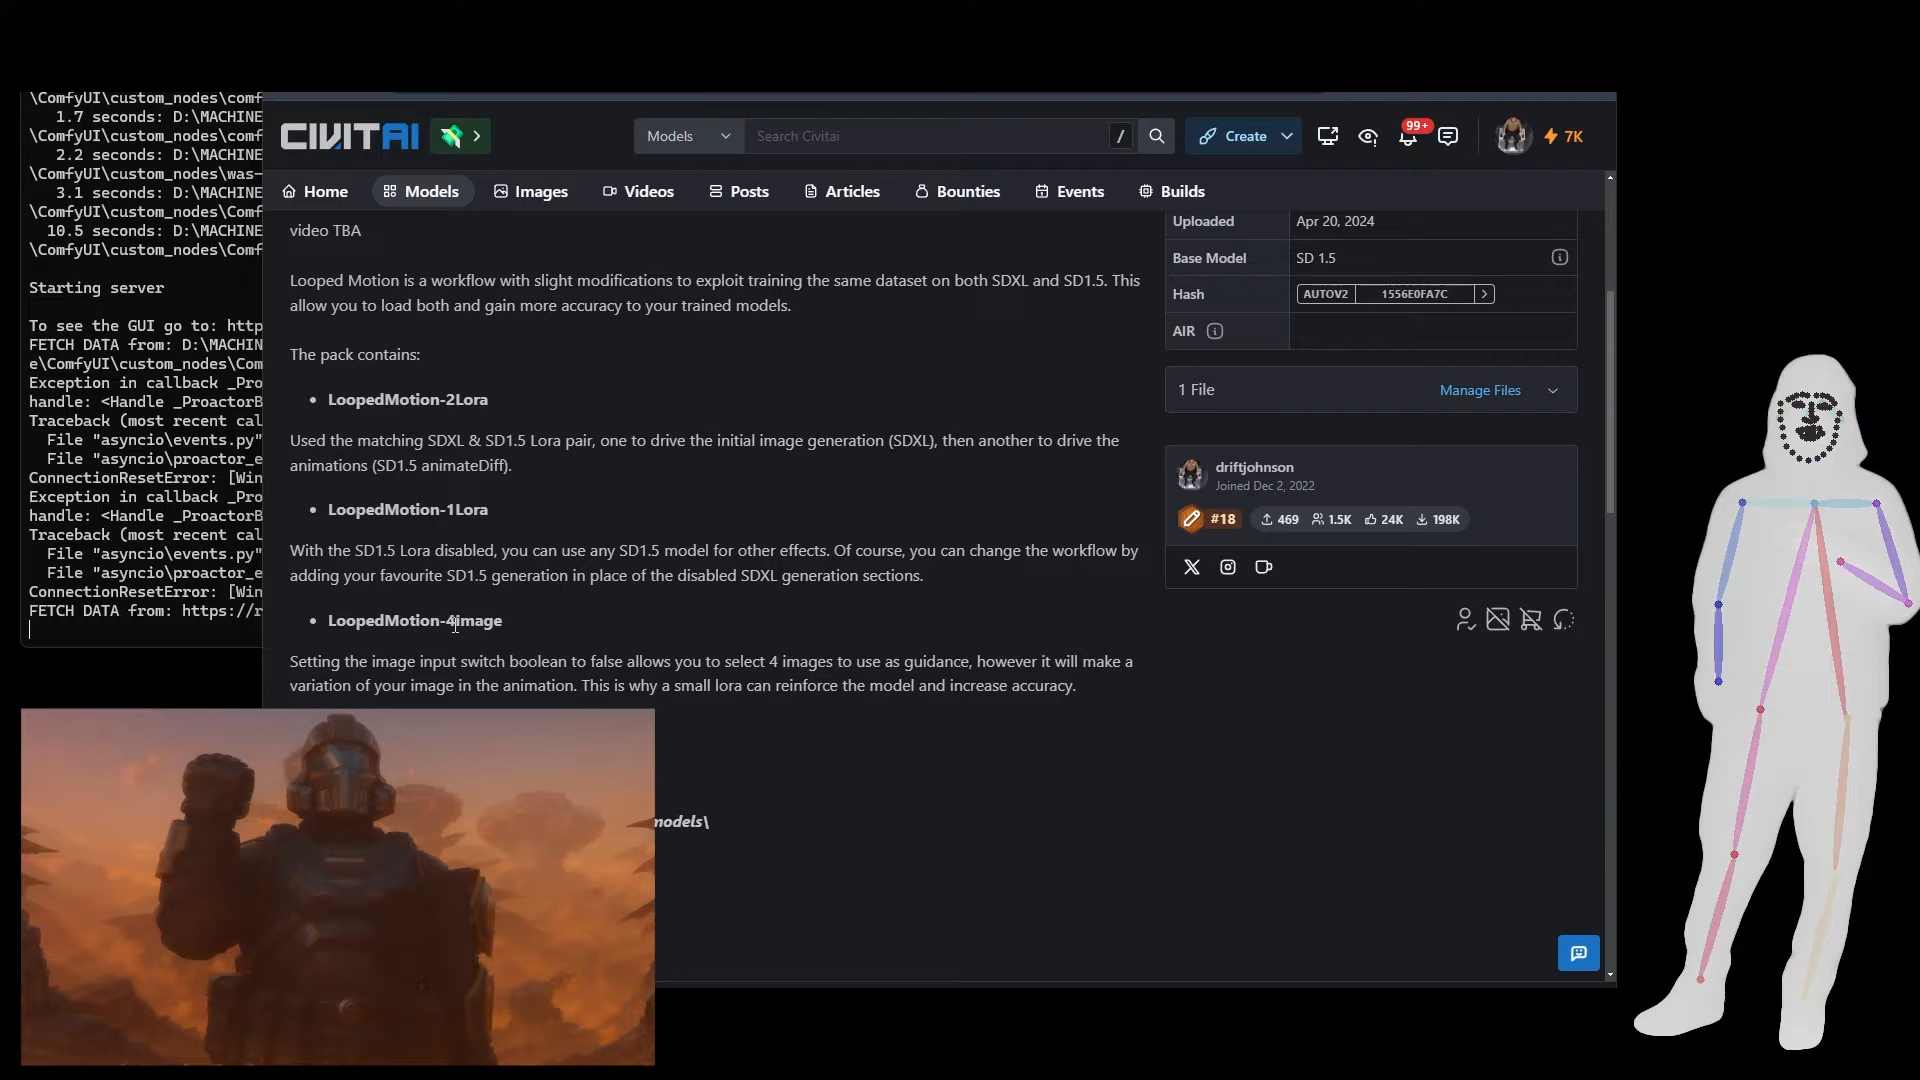 \ComfyUI\custom_nodes\comf
1.7 seconds: D:\MACHINE
\ComfyUI\custom_nodes\comf
2.2 seconds: D:\MACHINE
\ComfyUI\custom_nodes\was-
3.1 seconds: D:\MACHINE
\ComfyUI\custom_nodes\Comf
10.5 seconds: D:\MACHINE
\ComfyUI\custom_nodes\Comf
Starting server
To see the GUI go to: http
FETCH DATA from: D:\MACHIN
e\ComfyUI\custom_nodes\Com
Exception in callback _Pro
handle: <Handle _ProactorB
Traceback (most recent cal
File "asyncio\events.py"
File "asyncio\proactor_e
ConnectionResetError: [Win
Exception in callback _Pro
handle: <Handle _ProactorB
Traceback (most recent cal
File "asyncio\events.py"
File "asyncio\proactor_e
ConnectionResetError: [Win
FETCH DATA from: https://r
CIVITAI
Models
Search Civitai
/
Create
99+
7K
Home
Models
Images
Videos
Posts
Articles
Bounties
Events
Builds
video TBA
Looped Motion is a workflow with slight modifications to exploit training the same dataset on both SDXL and SD1.5. This
allow you to load both and gain more accuracy to your trained models.
The pack contains:
• LoopedMotion-2Lora
Used the matching SDXL & SD1.5 Lora pair, one to drive the initial image generation (SDXL), then another to drive the
animations (SD1.5 animateDiff).
• LoopedMotion-1Lora
With the SD1.5 Lora disabled, you can use any SD1.5 model for other effects. Of course, you can change the workflow by
adding your favourite SD1.5 generation in place of the disabled SDXL generation sections.
• LoopedMotion-4image
Setting the image input switch boolean to false allows you to select 4 images to use as guidance, however it will make a
variation of your image in the animation. This is why a small lora can reinforce the model and increase accuracy.
models\
Uploaded Apr 20, 2024
Base Model SD 1.5
Hash AUTOV2 1556E0FA7C
AIR
1 File Manage Files
driftjohnson
Joined Dec 2, 2022
#18 469 1.5K 24K 198K